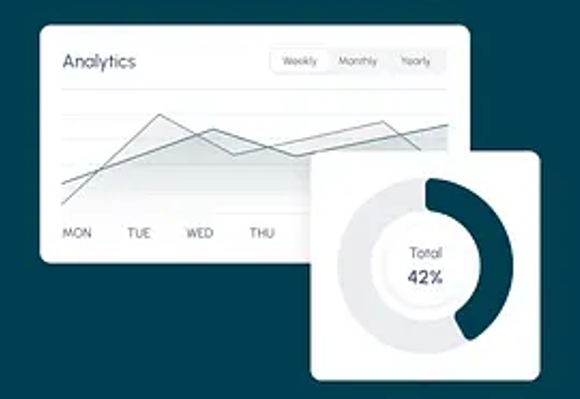 Analytics
Weekly Monthly Yearly
MON TUE WED THU
Total
42%